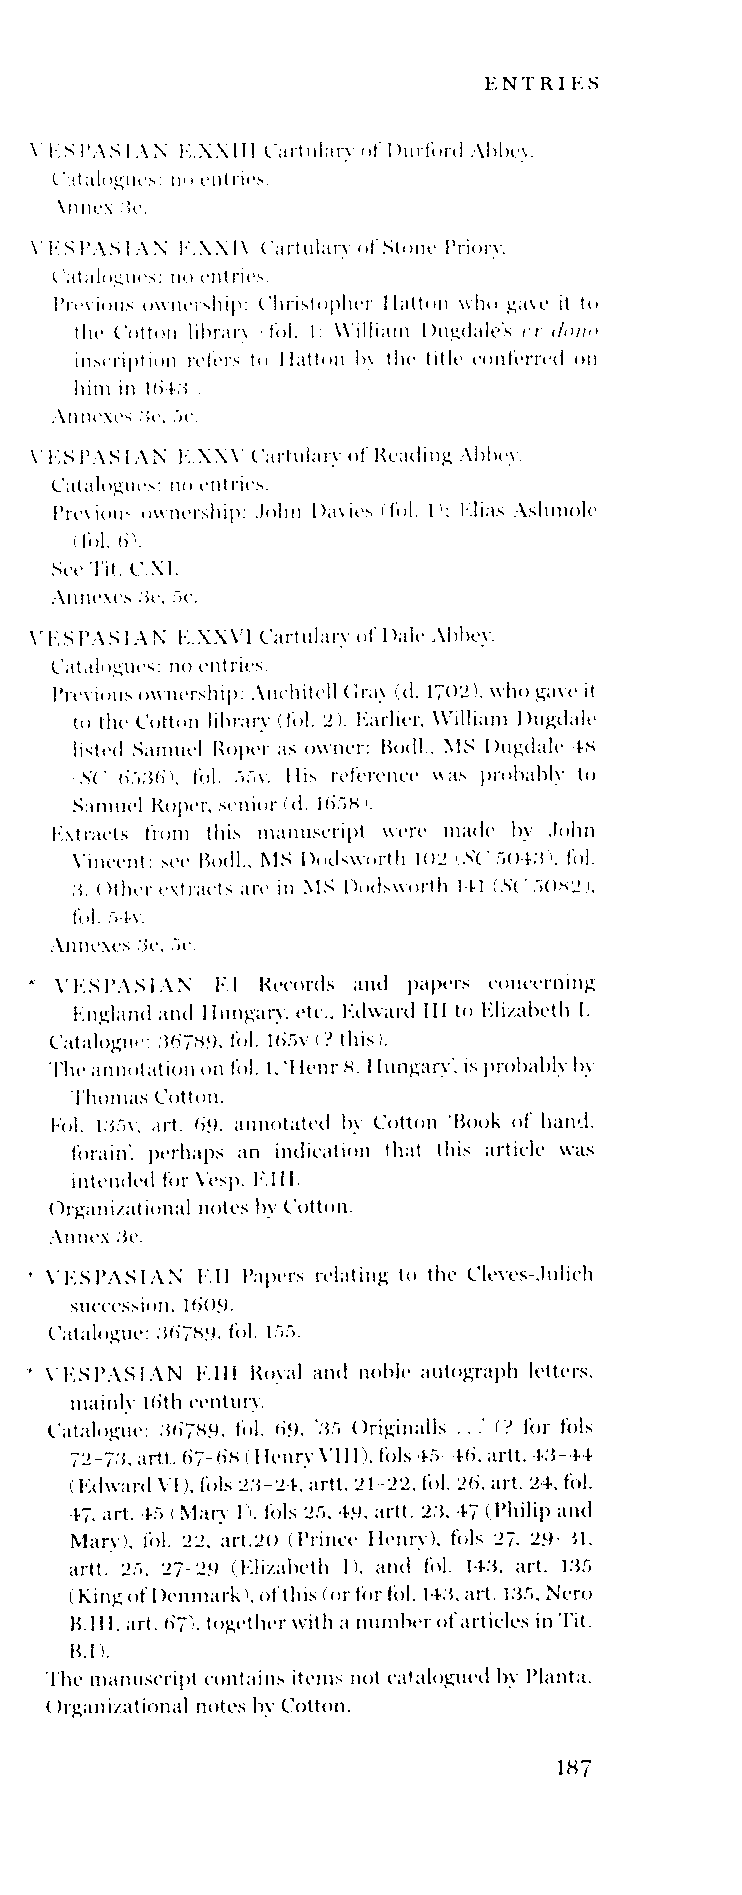 ENTRIES
VESPASIAN E.XXIII Cartulary of Durford Abbey.
Catalogues: no entries.
Annex 3e.
VESPASIAN E.XXIV Cartulary of Stone Priory.
Catalogues: no entries.
Previous ownership: Christopher Hatton who gave it to
the Cotton library (fol. 1: William Dugdale's ex dono
inscription refers to Hatton by the title conferred on
him in 1643).
Annexes 3e, 5c.
VESPASIAN E.XXV Cartulary of Reading Abbey.
Catalogues: no entries.
Previous ownership: John Davies (fol. 1); Elias Ashmole
(fol. 6).
See Tit. C.XI.
Annexes 3e, 5c.
VESPASIAN E.XXVI Cartulary of Dale Abbey.
Catalogues: no entries.
Previous ownership: Anchitell Gray (d. 1702), who gave it
to the Cotton library (fol. 2). Earlier, William Dugdale
listed Samuel Roper as owner: Bodl., MS Dugdale 48
(SC 6536), fol. 55v. His reference was probably to
Samuel Roper, senior (d. 1658).
Extracts from this manuscript were made by John
Vincent: see Bodl., MS Dodsworth 102 (SC 5043), fol.
3. Other extracts are in MS Dodsworth 141 (SC 5082),
fol. 54v.
Annexes 3e, 5c.
* VESPASIAN F.I Records and papers concerning
England and Hungary, etc., Edward III to Elizabeth I.
Catalogue: 36789, fol. 165v (? this).
The annotation on fol. 1, 'Henr 8. Hungary', is probably by
Thomas Cotton.
Fol. 135v, art. 69, annotated by Cotton 'Book of hand.
forain', perhaps an indication that this article was
intended for Vesp. F.III.
Organizational notes by Cotton.
Annex 3e.
* VESPASIAN F.II Papers relating to the Cleves-Julich
succession, 1609.
Catalogue: 36789, fol. 155.
* VESPASIAN F.III Royal and noble autograph letters,
mainly 16th century.
Catalogue: 36789, fol. 69, '35 Originalls ...' (? for fols
72-73, artt. 67-68 (Henry VIII), fols 45-46, artt. 43-44
(Edward VI), fols 23-24, artt. 21-22, fol. 26, art. 24, fol.
47, art. 45 (Mary I), fols 25, 49, artt. 23, 47 (Philip and
Mary), fol. 22, art.20 (Prince Henry), fols 27, 29-31,
artt. 25, 27-29 (Elizabeth I), and fol. 143, art. 135
(King of Denmark), of this (or for fol. 143, art. 135, Nero
B.III, art. 67), together with a number of articles in Tit.
B.I).
The manuscript contains items not catalogued by Planta.
Organizational notes by Cotton.
187